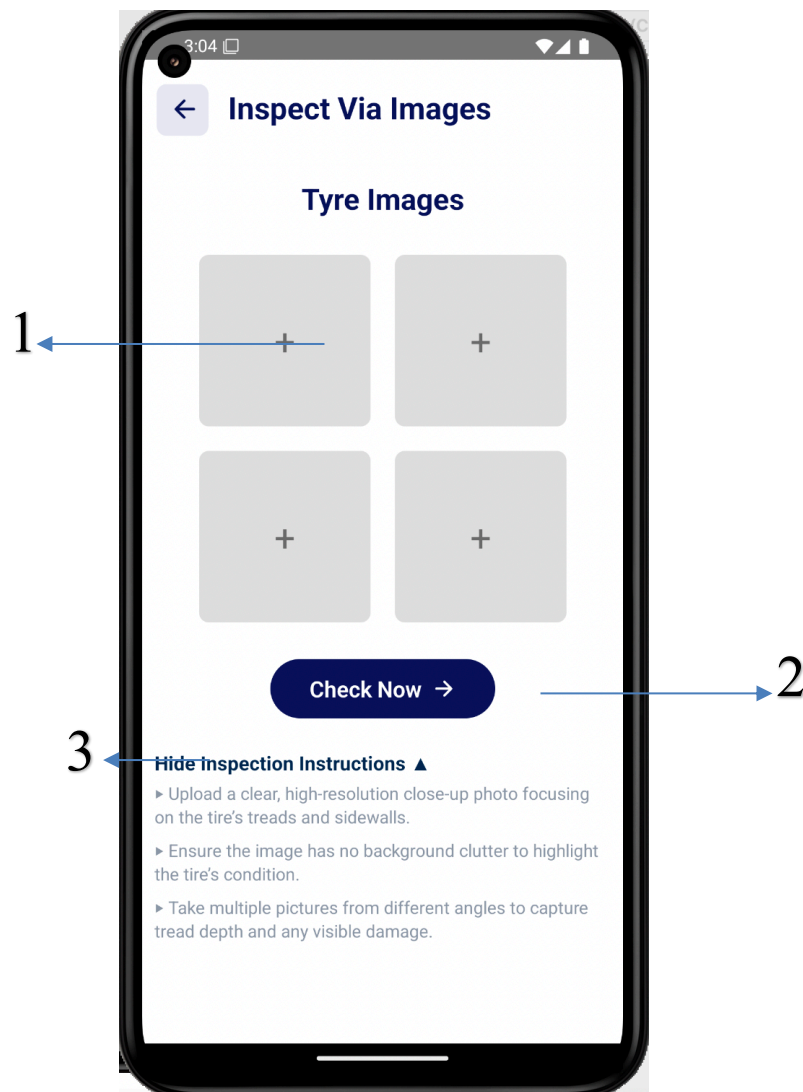 3:04
Inspect Via Images
Tyre Images
+ +
1
+ +
Check Now →
2
3
Hide Inspection Instructions ▲
▸ Upload a clear, high-resolution close-up photo focusing
on the tire's treads and sidewalls.
▸ Ensure the image has no background clutter to highlight
the tire's condition.
▸ Take multiple pictures from different angles to capture
tread depth and any visible damage.